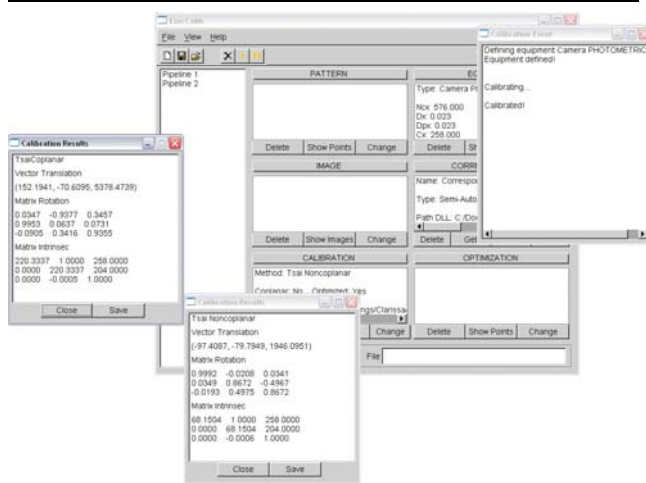 File View Help
Pipeline 1
Pipeline 2
PATTERN
Delete Show Points Change
Type: Camera
Ncx: 576.000
Dx: 0.023
Dpx: 0.023
Cx: 258.000
Delete
IMAGE
Delete Show Images Change
Type: Semi-Auto
Path DLL: C:/Do
Delete Get
CALIBRATION
Method: Tsai Noncoplanar
Coplanar: No Optimized: Yes
Change
OPTIMIZATION
Delete Show Points Change
File
Calibration Event
Defining equipment Camera PHOTOMETRIC
Equipment defined!
Calibrating...
Calibrated!
Calibration Results
TsaiCoplanar
Vector Translation
(152.1941, -70.6095, 5378.4739)
Matrix Rotation
0.0347 -0.9377 0.3457
0.9953 0.0637 0.0731
-0.0905 0.3416 0.9355
Matrix Intrinsec
220.3337 1.0000 258.0000
0.0000 220.3337 204.0000
0.0000 -0.0005 1.0000
Close Save
Calibration Results
Tsai Noncoplanar
Vector Translation
(-97.4087, -79.7949, 1946.0951)
Matrix Rotation
0.9992 -0.0208 0.0341
0.0349 0.8672 -0.4967
-0.0193 0.4975 0.8672
Matrix Intrinsec
68.1504 1.0000 258.0000
0.0000 68.1504 204.0000
0.0000 -0.0006 1.0000
Close Save